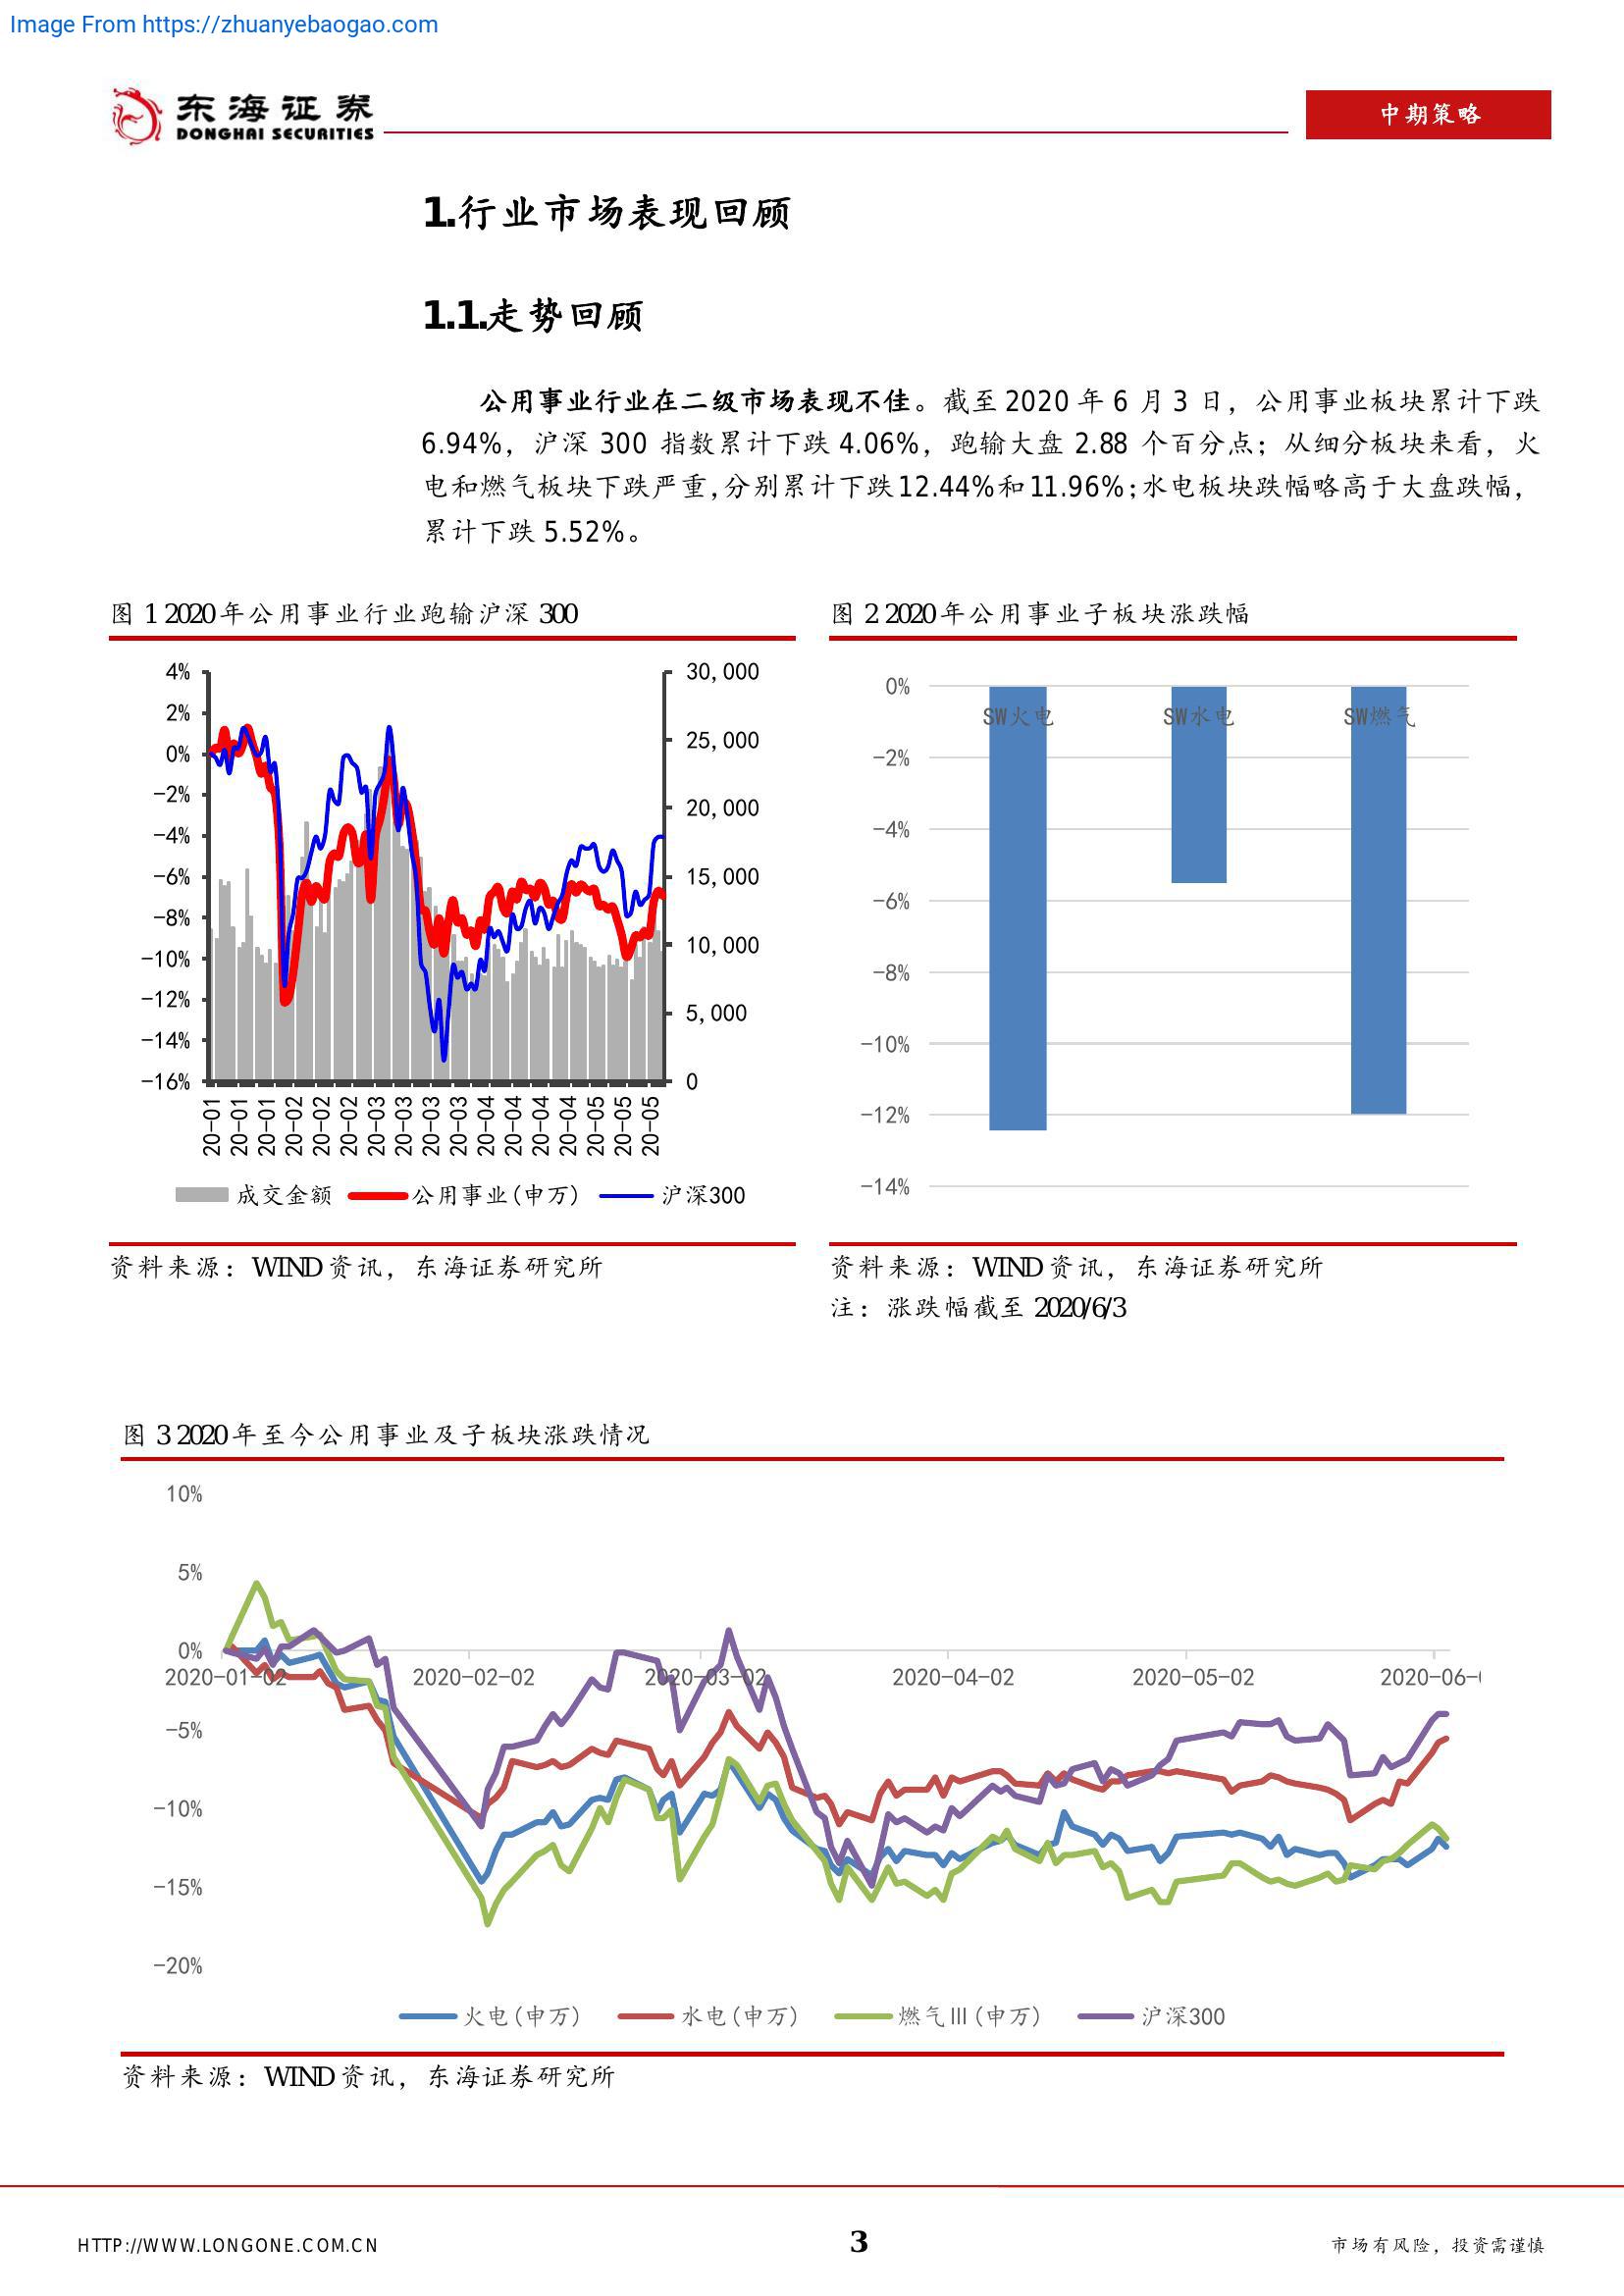 Image From https://zhuanyebaogao.com
东海证券
DONGHAI SECURITIES
中期策略
1.行业市场表现回顾
1.1.走势回顾
公用事业行业在二级市场表现不佳。截至 2020 年 6 月 3 日，公用事业板块累计下跌
6.94%，沪深 300 指数累计下跌 4.06%，跑输大盘 2.88 个百分点；从细分板块来看，火
电和燃气板块下跌严重，分别累计下跌 12.44%和 11.96%；水电板块跌幅略高于大盘跌幅，
累计下跌 5.52%。
图 1 2020 年公用事业行业跑输沪深 300
4%
2%
0%
-2%
-4%
-6%
-8%
-10%
-12%
-14%
-16%
30,000
25,000
20,000
15,000
10,000
5,000
0
20-01 20-01 20-01 20-02 20-02 20-02 20-03 20-03 20-03 20-03 20-04 20-04 20-04 20-04 20-05 20-05 20-05
成交金额 公用事业(申万) 沪深300
资料来源：WIND 资讯，东海证券研究所
图 2 2020 年公用事业子板块涨跌幅
0%
-2%
-4%
-6%
-8%
-10%
-12%
-14%
SW火电 SW水电 SW燃气
资料来源：WIND 资讯，东海证券研究所
注：涨跌幅截至 2020/6/3
图 3 2020 年至今公用事业及子板块涨跌情况
10%
5%
0%
-5%
-10%
-15%
-20%
2020-01-02 2020-02-02 2020-03-02 2020-04-02 2020-05-02 2020-06-
火电(申万) 水电(申万) 燃气Ⅲ(申万) 沪深300
资料来源：WIND 资讯，东海证券研究所
HTTP://WWW.LONGONE.COM.CN
3
市场有风险，投资需谨慎